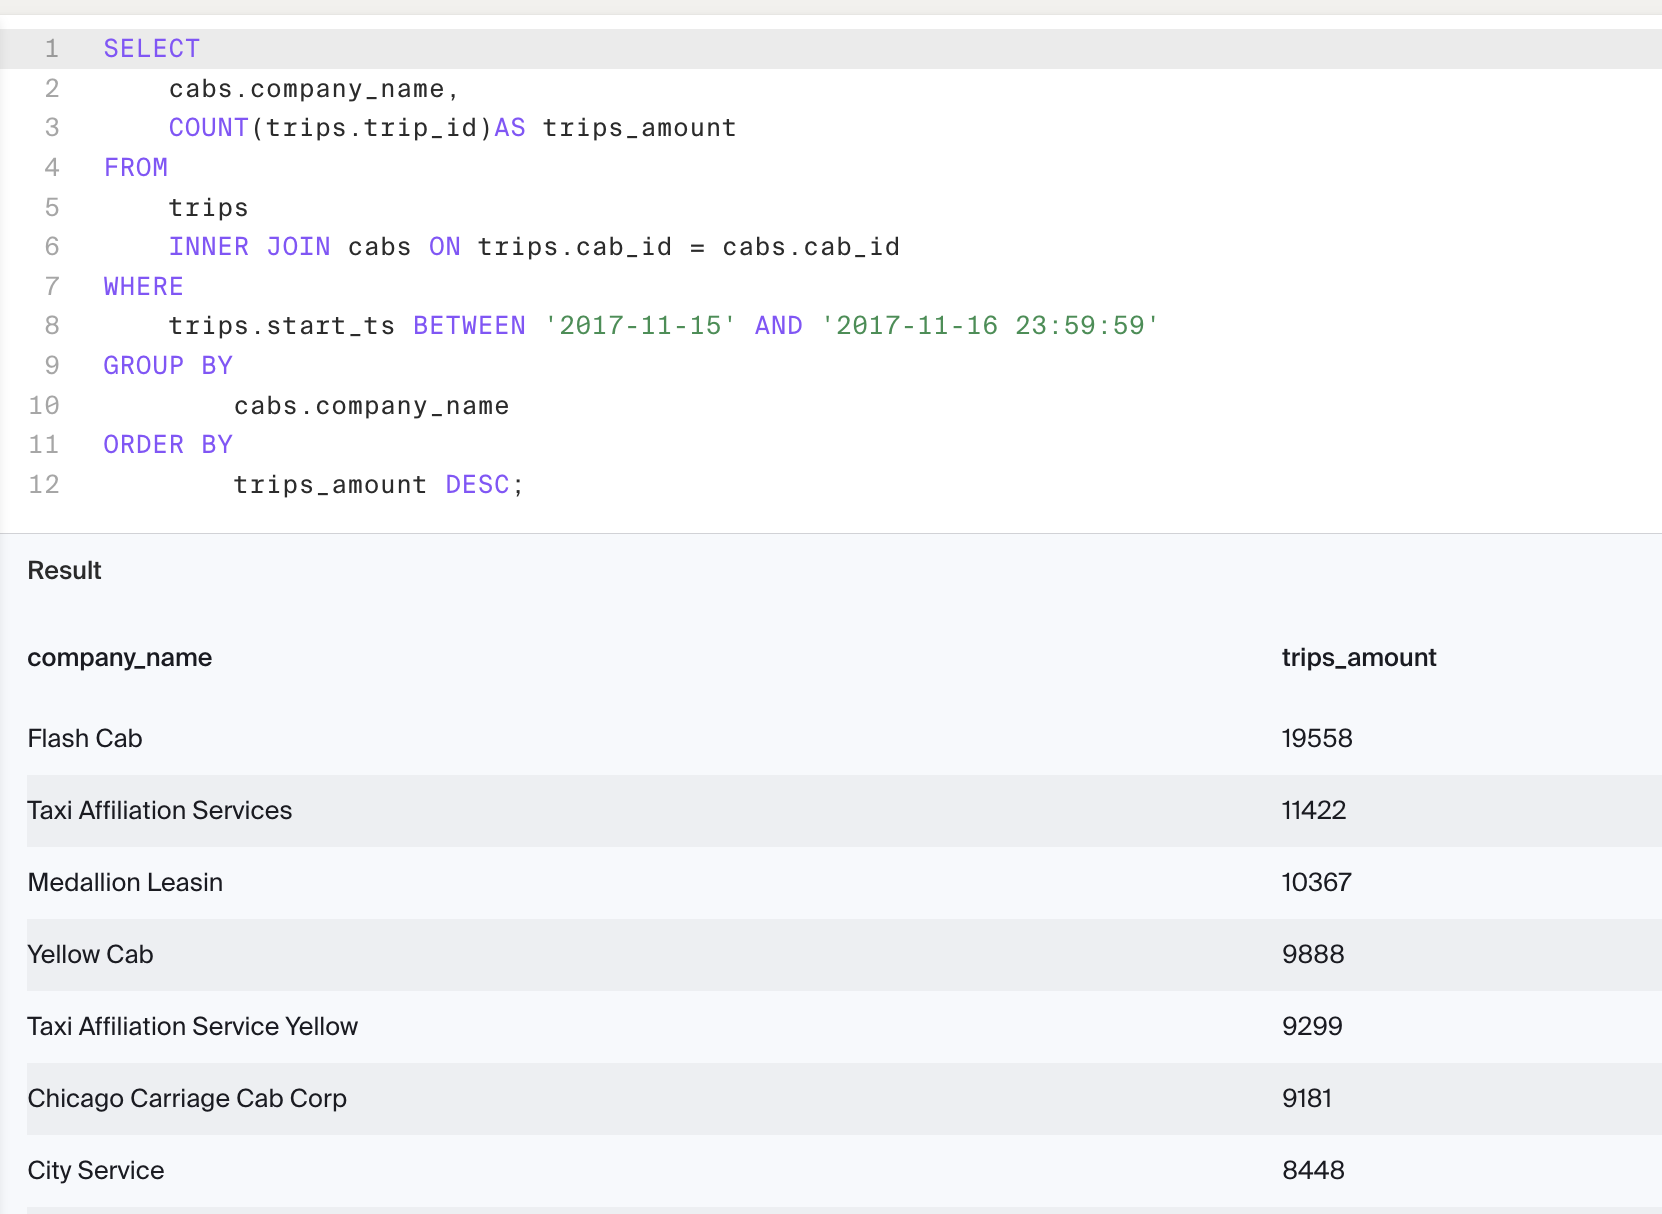 1 SELECT
2 cabs.company_name,
3 COUNT(trips.trip_id)AS trips_amount
4 FROM
5 trips
6 INNER JOIN cabs ON trips.cab_id = cabs.cab_id
7 WHERE
8 trips.start_ts BETWEEN '2017-11-15' AND '2017-11-16 23:59:59'
9 GROUP BY
10 cabs.company_name
11 ORDER BY
12 trips_amount DESC;
Result
company_name trips_amount
Flash Cab 19558
Taxi Affiliation Services 11422
Medallion Leasin 10367
Yellow Cab 9888
Taxi Affiliation Service Yellow 9299
Chicago Carriage Cab Corp 9181
City Service 8448